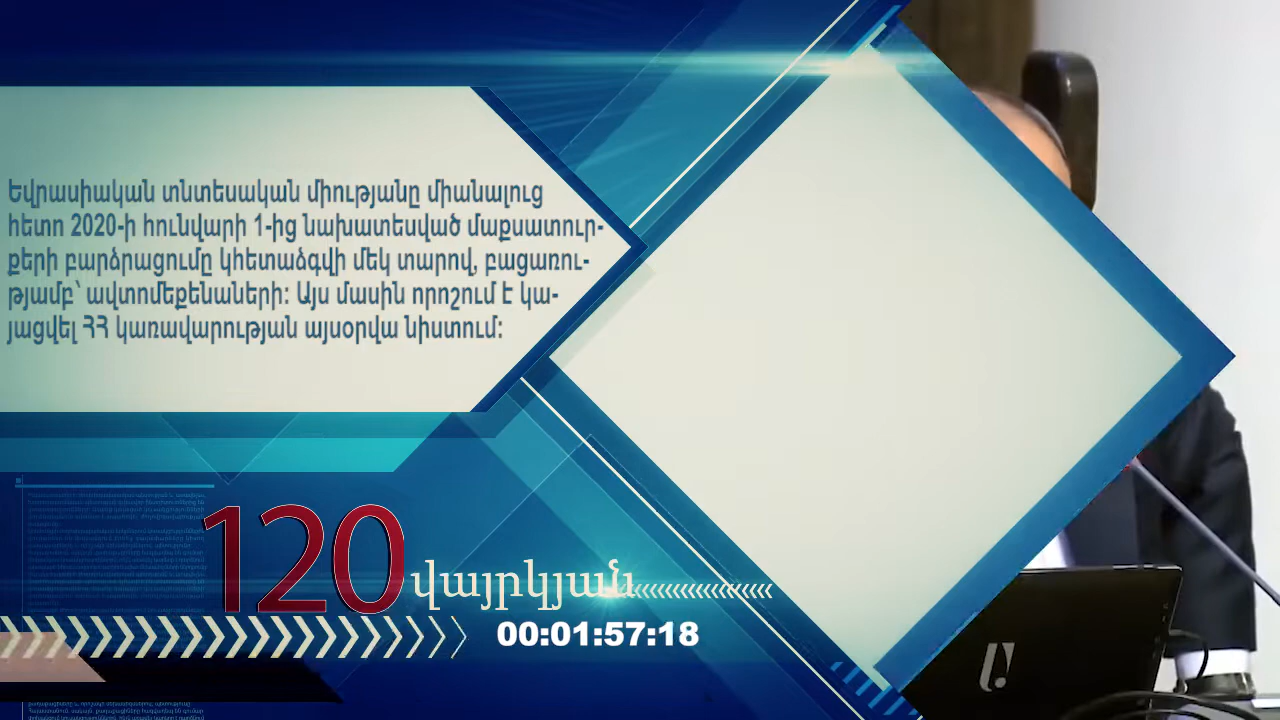 Եվրասիական տնտեսական միությանը միանալուց
հետո 2020-ի հունվարի 1-ից նախատեսված մաքսատուր-
քերի բարձրացումը կհետաձգվի մեկ տարով, բացառու-
թյամբ՝ ավտոմեքենաների: Այս մասին որոշում է կա-
յացվել ՀՀ կառավարության այսօրվա նիստում:
120 վայրկյան
00:01:57:18